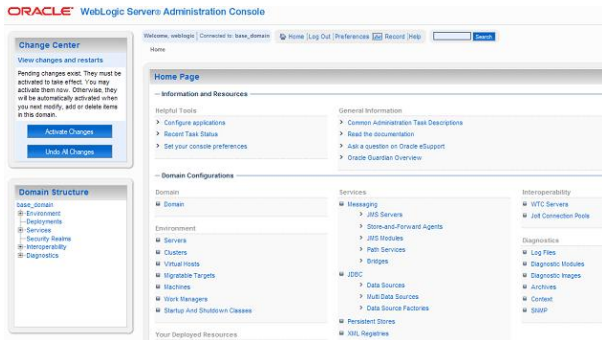 ORACLE® WebLogic Server® Administration Console
Change Center
View changes and restarts
Pending changes exist. They must be
activated to take effect. You may
activate them now. Otherwise, they
will be automatically activated when
you next modify, add or delete items
in this domain.
Activate Changes
Undo All Changes
Domain Structure
base_domain
Environment
Deployments
Services
Security Realms
Interoperability
Diagnostics
Welcome, weblogic Connected to: base_domain Home Log Out Preferences Record Help Search
Home
Home Page
Information and Resources
Helpful Tools
Configure applications
Recent Task Status
Set your console preferences
General Information
Common Administration Task Descriptions
Read the documentation
Ask a question on Oracle eSupport
Oracle Guardian Overview
Domain Configurations
Domain
Domain
Environment
Servers
Clusters
Virtual Hosts
Migratable Targets
Machines
Work Managers
Startup And Shutdown Classes
Your Deployed Resources
Services
Messaging
JMS Servers
Store-and-Forward Agents
JMS Modules
Path Services
Bridges
JDBC
Data Sources
Multi Data Sources
Data Source Factories
Persistent Stores
XML Registries
Interoperability
WTC Servers
Jolt Connection Pools
Diagnostics
Log Files
Diagnostic Modules
Diagnostic Images
Archives
Context
SNMP